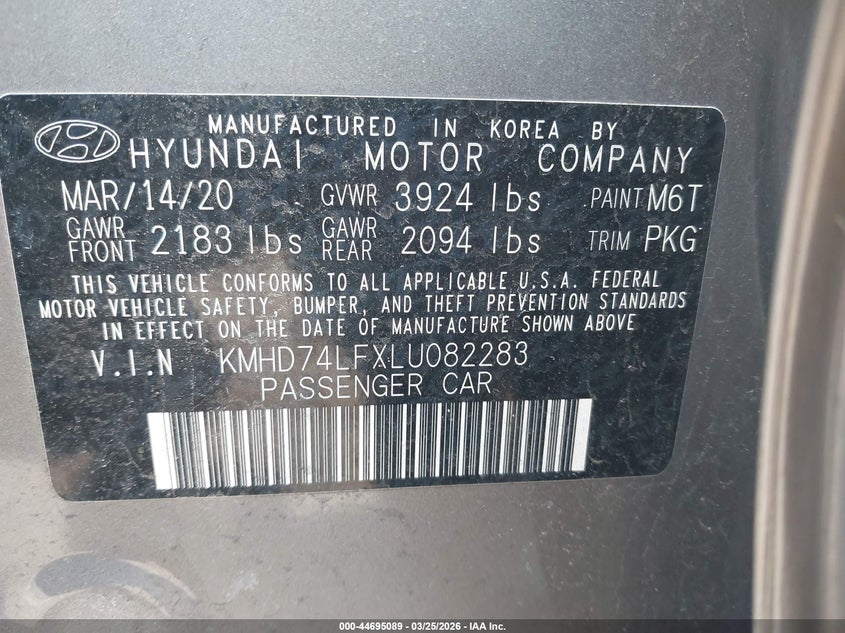 MANUFACTURED IN KOREA BY
HYUNDAI MOTOR COMPANY
MAR/14/20 GVWR 3924 lbs PAINT M6T
GAWR FRONT 2183 lbs GAWR REAR 2094 lbs TRIM PKG
THIS VEHICLE CONFORMS TO ALL APPLICABLE U.S.A. FEDERAL
MOTOR VEHICLE SAFETY, BUMPER, AND THEFT PREVENTION STANDARDS
IN EFFECT ON THE DATE OF MANUFACTURE SHOWN ABOVE
V.I.N KMHD74LFXLU082283
PASSENGER CAR
000-44695089 — 03/25/2026 — IAA Inc.